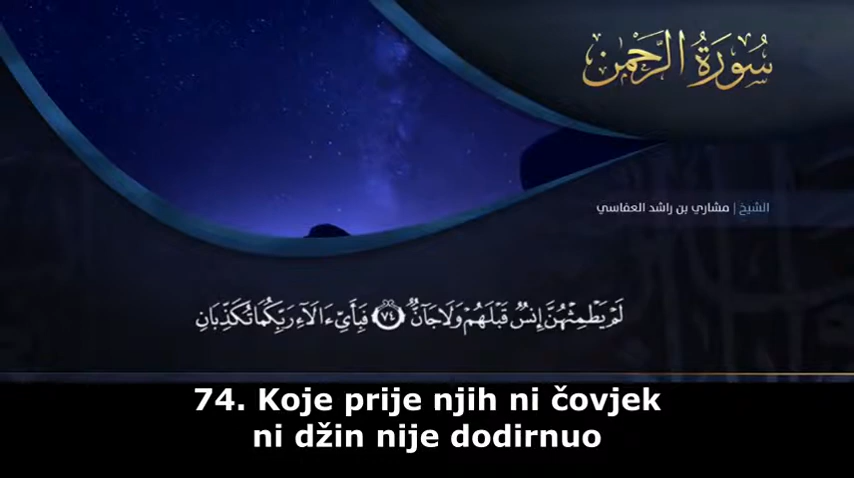 سُورَةُ الرَّحْمٰن
الشيخ | مشاري بن راشد العفاسي
لَمْ يَطْمِثْهُنَّ إِنسٌ قَبْلَهُمْ وَلَا جَآنٌّ ﴿٧٤﴾ فَبِأَيِّ ءَالَآءِ رَبِّكُمَا تُكَذِّبَانِ
74. Koje prije njih ni čovjek
ni džin nije dodirnuo